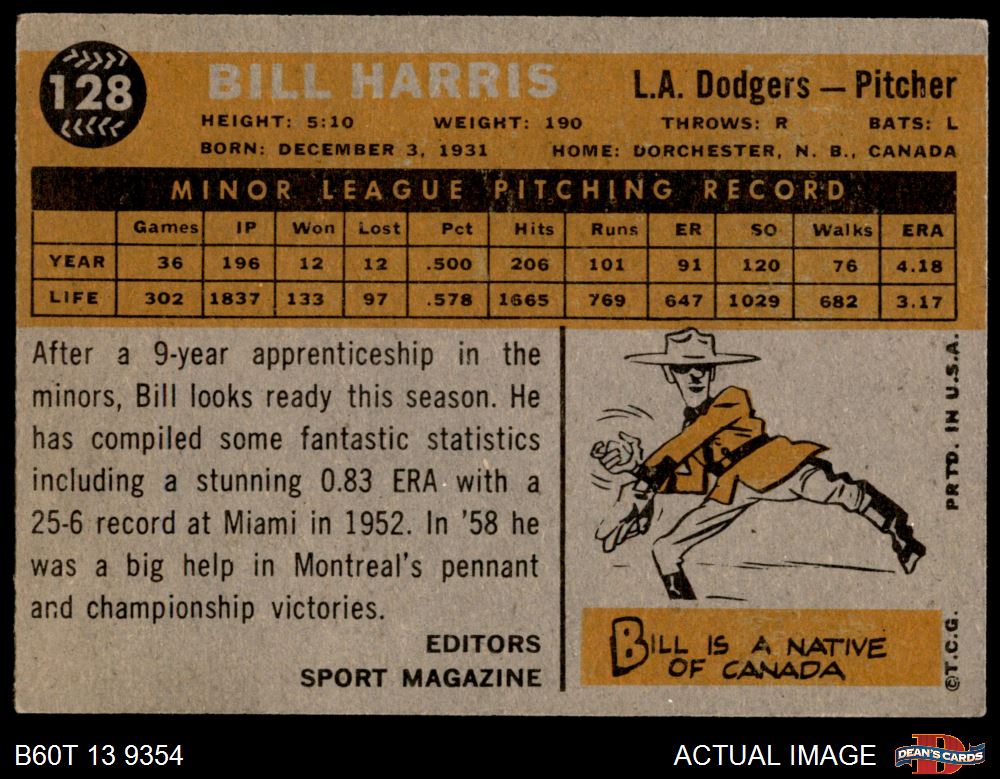 128
BILL HARRIS
L.A. Dodgers — Pitcher
HEIGHT: 5:10 WEIGHT: 190 THROWS: R BATS: L
BORN: DECEMBER 3, 1931 HOME: DORCHESTER, N. B., CANADA
MINOR LEAGUE PITCHING RECORD
Games IP Won Lost Pct Hits Runs ER SO Walks ERA
YEAR 36 196 12 12 .500 206 101 91 120 76 4.18
LIFE 302 1837 133 97 .578 1665 769 647 1029 682 3.17
After a 9-year apprenticeship in the
minors, Bill looks ready this season. He
has compiled some fantastic statistics
including a stunning 0.83 ERA with a
25-6 record at Miami in 1952. In '58 he
was a big help in Montreal's pennant
and championship victories.
EDITORS
SPORT MAGAZINE
BILL IS A NATIVE
OF CANADA
©T.C.G. PRTD. IN U.S.A.
B60T 13 9354
ACTUAL IMAGE
DEAN'S CARDS